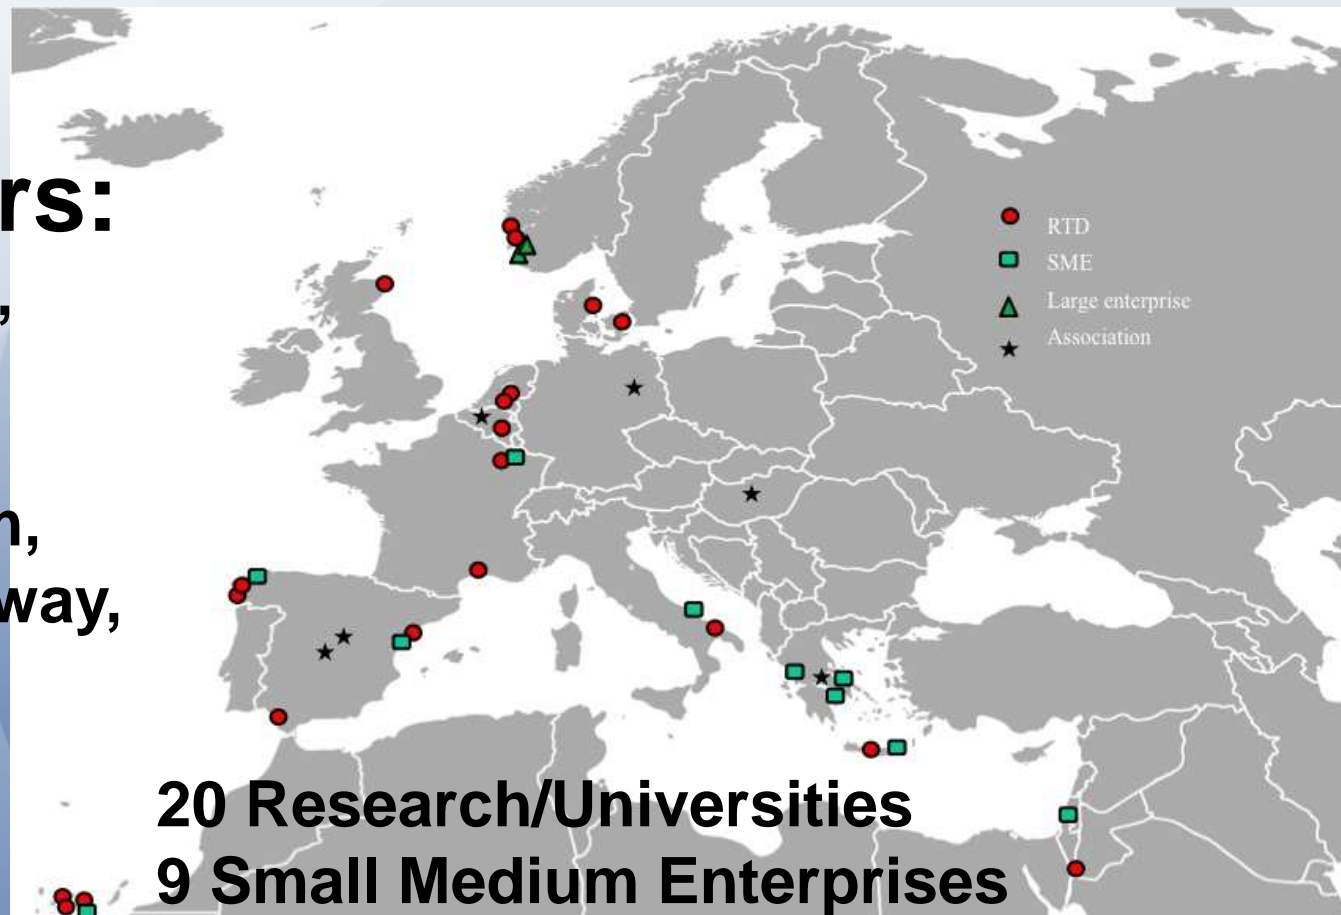 rs:
,
n,
way,
RTD
SME
Large enterprise
Association
20 Research/Universities
9 Small Medium Enterprises